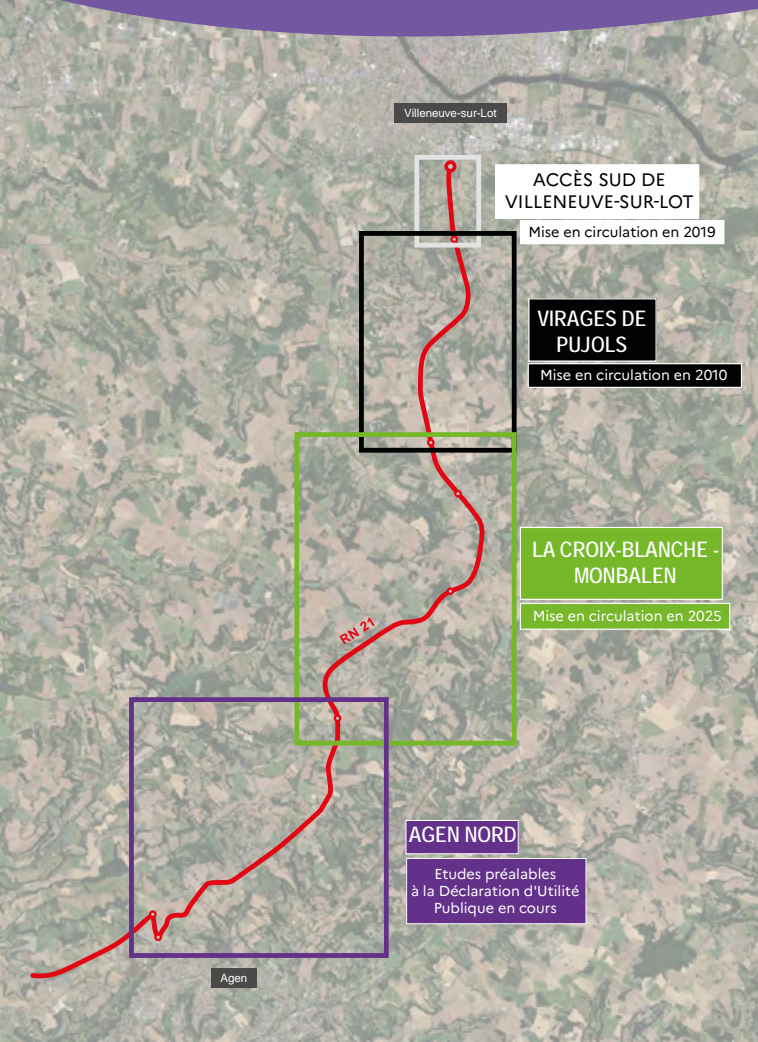 Villeneuve-sur-Lot
ACCÈS SUD DE
VILLENEUVE-SUR-LOT
Mise en circulation en 2019
VIRAGES DE
PUJOLS
Mise en circulation en 2010
LA CROIX-BLANCHE -
MONBALEN
Mise en circulation en 2025
RN 21
AGEN NORD
Etudes préalables
à la Déclaration d'Utilité
Publique en cours
Agen